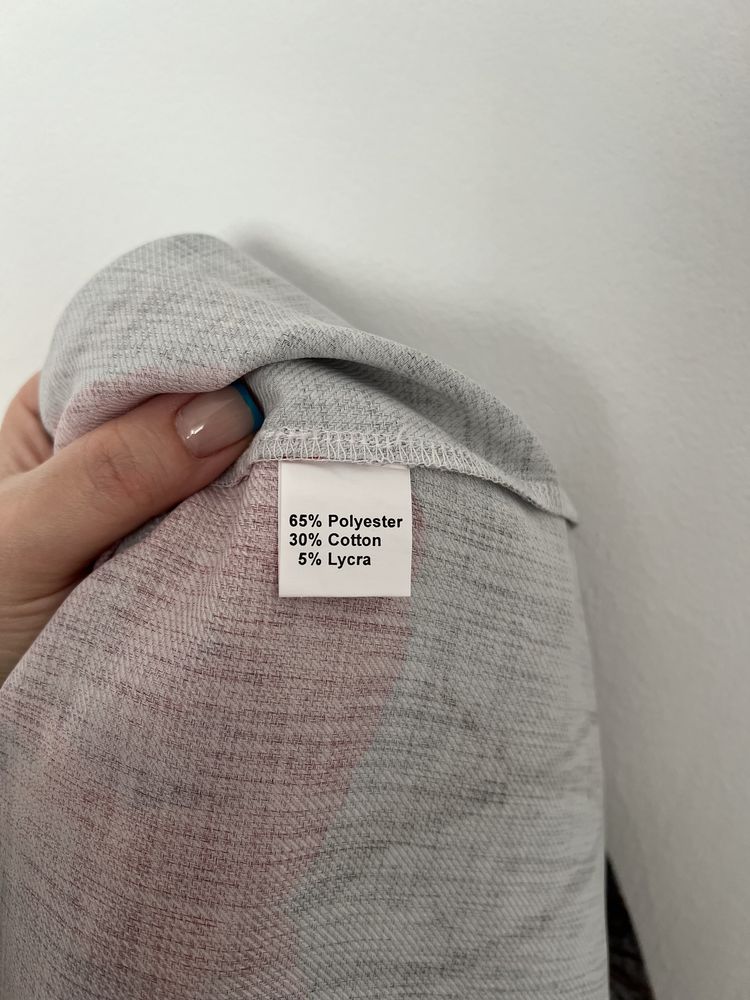 65% Polyester
30% Cotton
5% Lycra